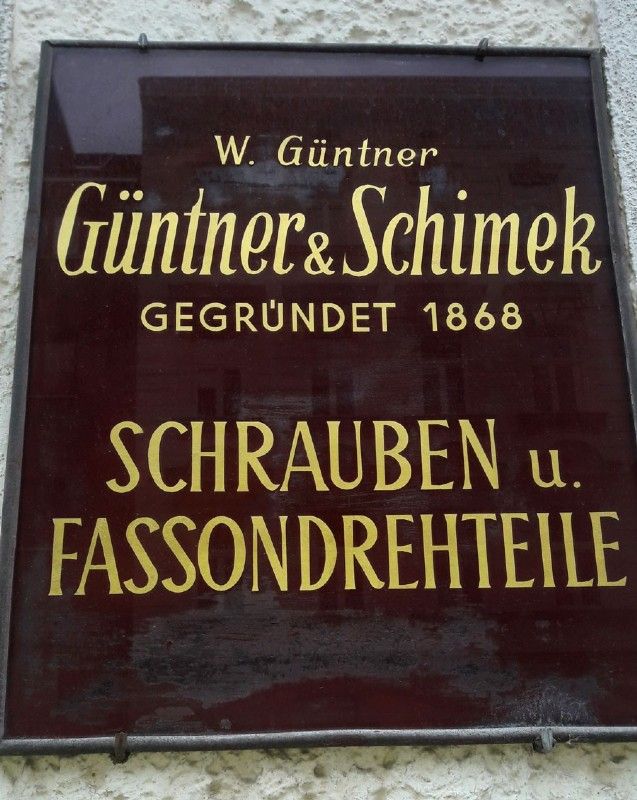 W. Güntner
Güntner & Schimek
GEGRÜNDET 1868
SCHRAUBEN u.
FASSONDREHTEILE